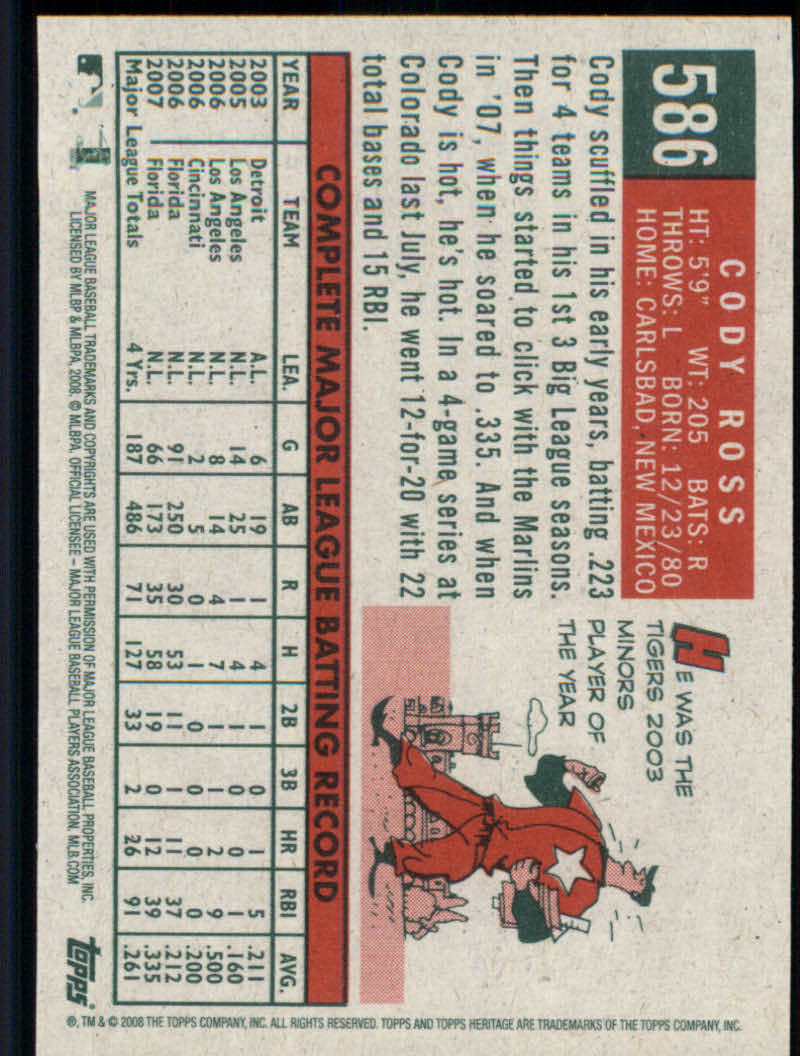 586
CODY ROSS
HT: 5'9" WT: 205 BATS: R
THROWS: L BORN: 12/23/80
HOME: CARLSBAD, NEW MEXICO
Cody scuffled in his early years, batting .223
for 4 teams in his 1st 3 Big League seasons.
Then things started to click with the Marlins
in '07, when he soared to .335. And when
Cody is hot, he's hot. In a 4-game series at
Colorado last July, he went 12-for-20 with 22
total bases and 15 RBI.
HE WAS THE
TIGERS 2003
MINORS
PLAYER OF
THE YEAR
COMPLETE MAJOR LEAGUE BATTING RECORD
YEAR TEAM LEA. G AB R H 2B 3B HR RBI AVG.
2003 Detroit A.L. 6 19 1 4 1 0 1 5 .211
2005 Los Angeles N.L. 14 25 1 4 1 0 0 1 .160
2006 Los Angeles N.L. 8 14 4 7 1 1 2 9 .500
2006 Cincinnati N.L. 2 5 0 1 0 0 0 0 .200
2006 Florida N.L. 91 250 30 53 11 1 11 37 .212
2007 Florida N.L. 66 173 35 58 19 0 12 39 .335
Major League Totals 4 Yrs. 187 486 71 127 33 2 26 91 .261
MAJOR LEAGUE BASEBALL TRADEMARKS AND COPYRIGHTS ARE USED WITH PERMISSION OF MAJOR LEAGUE BASEBALL PROPERTIES, INC.
LICENSED BY MLBP & MLBPA, 2008. © MLBPA, OFFICIAL LICENSEE – MAJOR LEAGUE BASEBALL PLAYERS ASSOCIATION. MLB.COM
topps
®, TM & © 2008 THE TOPPS COMPANY, INC. ALL RIGHTS RESERVED. TOPPS AND TOPPS HERITAGE ARE TRADEMARKS OF THE TOPPS COMPANY, INC.